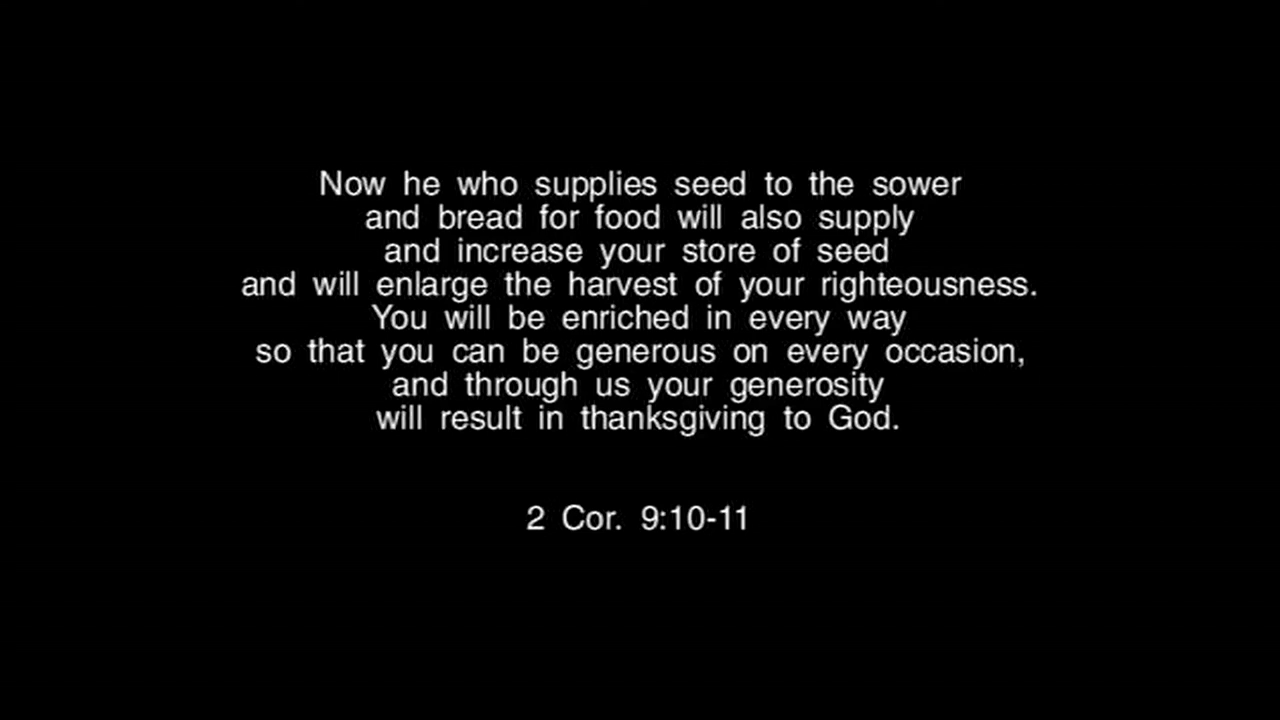 Now he who supplies seed to the sower
and bread for food will also supply
and increase your store of seed
and will enlarge the harvest of your righteousness.
You will be enriched in every way
so that you can be generous on every occasion,
and through us your generosity
will result in thanksgiving to God.
2 Cor. 9:10-11